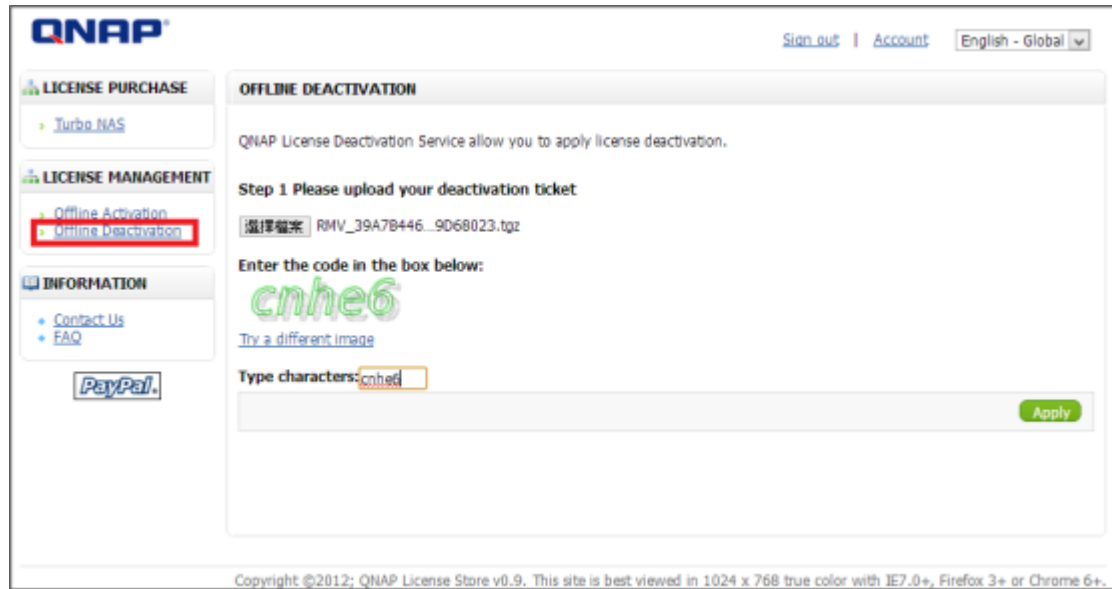 QNAP
Sign out | Account English - Global
LICENSE PURCHASE
Turbo NAS
LICENSE MANAGEMENT
Offline Activation
Offline Deactivation
INFORMATION
Contact Us
FAQ
PayPal.
OFFLINE DEACTIVATION
QNAP License Deactivation Service allow you to apply license deactivation.
Step 1 Please upload your deactivation ticket
選擇檔案 RMV_39A7B446...9D68023.tgz
Enter the code in the box below:
cnhe6
Try a different image
Type characters: cnhe6
Apply
Copyright ©2012; QNAP License Store v0.9. This site is best viewed in 1024 x 768 true color with IE7.0+, Firefox 3+ or Chrome 6+.